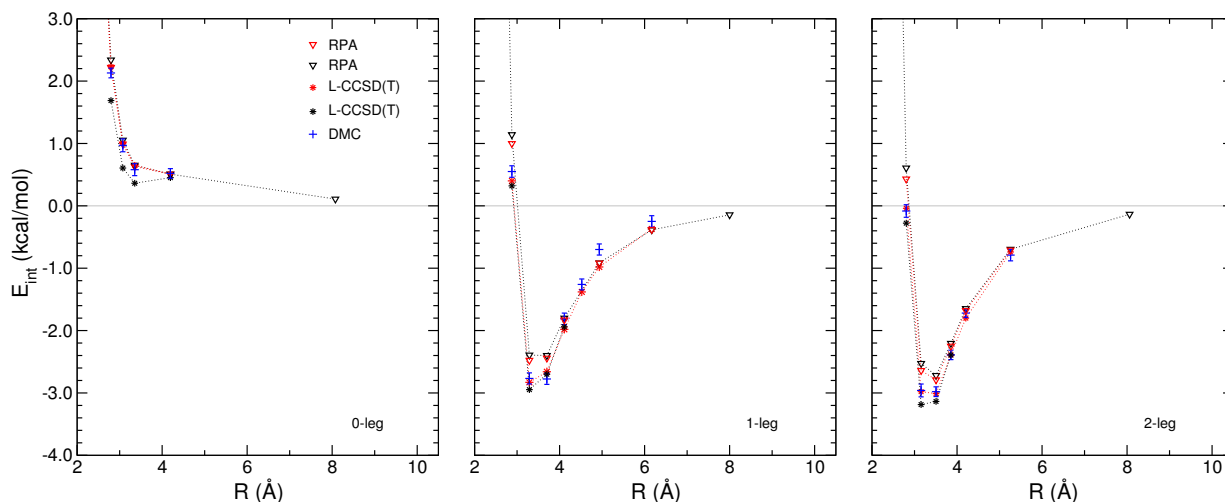 3.0
2.0
1.0
0.0
-1.0
-2.0
-3.0
-4.0
E_int (kcal/mol)
RPA
RPA
L-CCSD(T)
L-CCSD(T)
DMC
0-leg
1-leg
2-leg
2 4 6 8 10
2 4 6 8 10
2 4 6 8 10
R (Å)
R (Å)
R (Å)